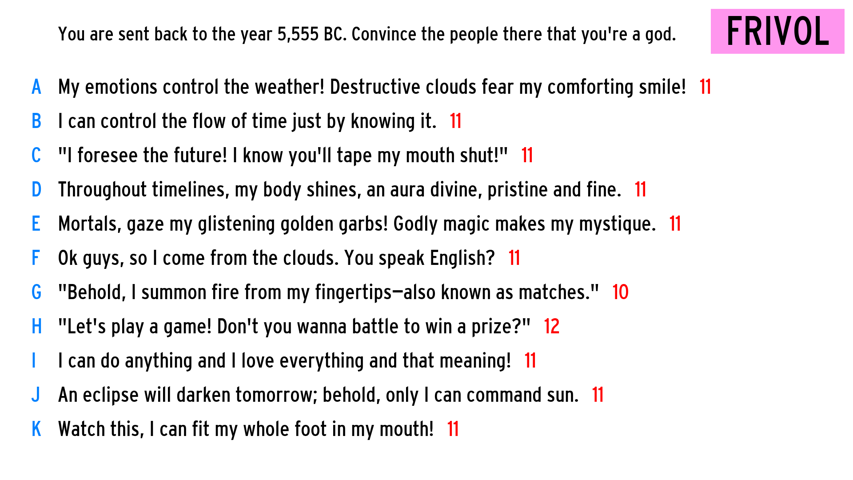 You are sent back to the year 5,555 BC. Convince the people there that you're a god.
FRIVOL
A My emotions control the weather! Destructive clouds fear my comforting smile! 11
B I can control the flow of time just by knowing it. 11
C "I foresee the future! I know you'll tape my mouth shut!" 11
D Throughout timelines, my body shines, an aura divine, pristine and fine. 11
E Mortals, gaze my glistening golden garbs! Godly magic makes my mystique. 11
F Ok guys, so I come from the clouds. You speak English? 11
G "Behold, I summon fire from my fingertips—also known as matches." 10
H "Let's play a game! Don't you wanna battle to win a prize?" 12
I I can do anything and I love everything and that meaning! 11
J An eclipse will darken tomorrow; behold, only I can command sun. 11
K Watch this, I can fit my whole foot in my mouth! 11